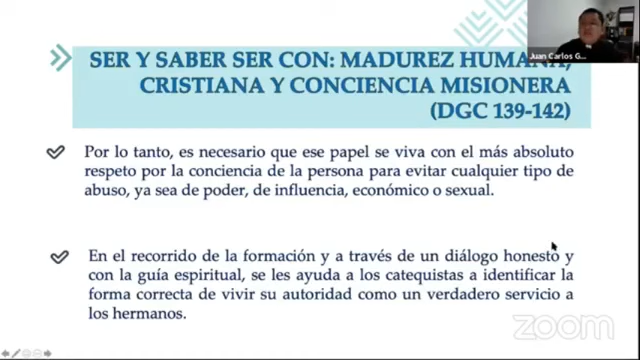 SER Y SABER SER CON: MADUREZ HUMANA,
CRISTIANA Y CONCIENCIA MISIONERA
(DGC 139-142)
Juan Carlos G...
Por lo tanto, es necesario que ese papel se viva con el más absoluto
respeto por la conciencia de la persona para evitar cualquier tipo de
abuso, ya sea de poder, de influencia, económico o sexual.
En el recorrido de la formación y a través de un diálogo honesto y
con la guía espiritual, se les ayuda a los catequistas a identificar la
forma correcta de vivir su autoridad como un verdadero servicio a
los hermanos.
zoom